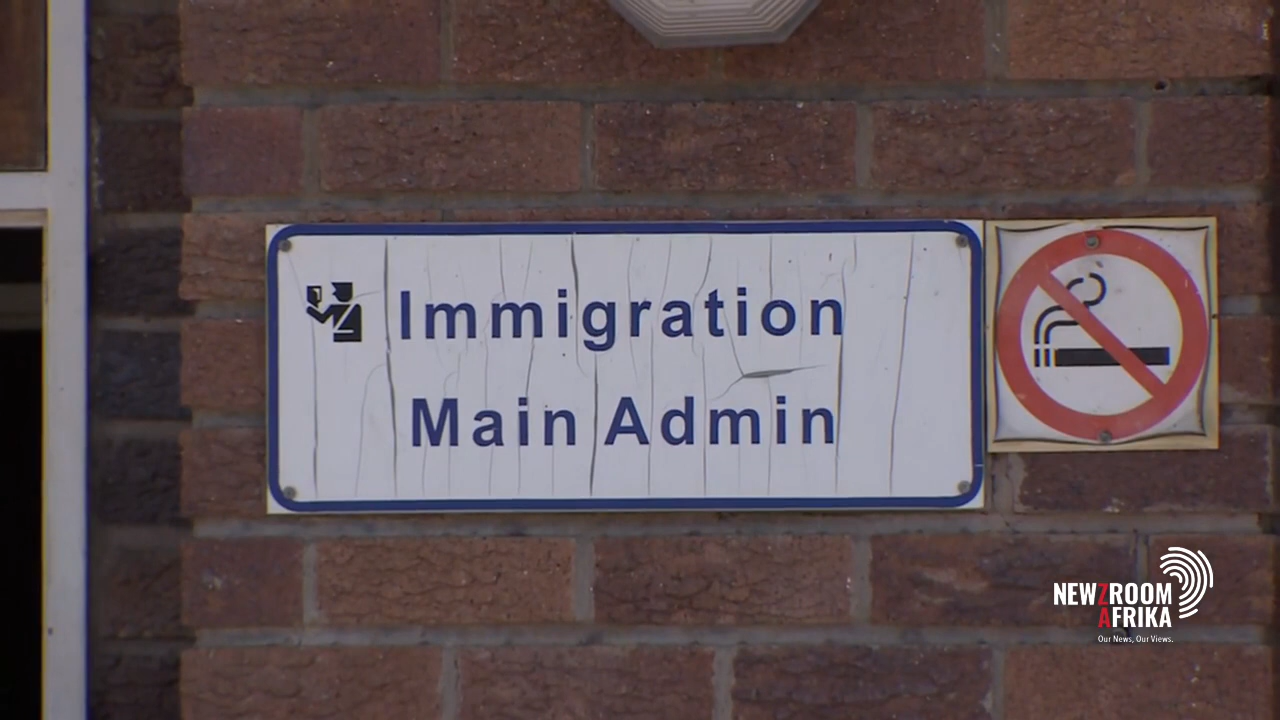 Immigration
Main Admin
NEWZROOM
AFRIKA
Our News, Our Views.